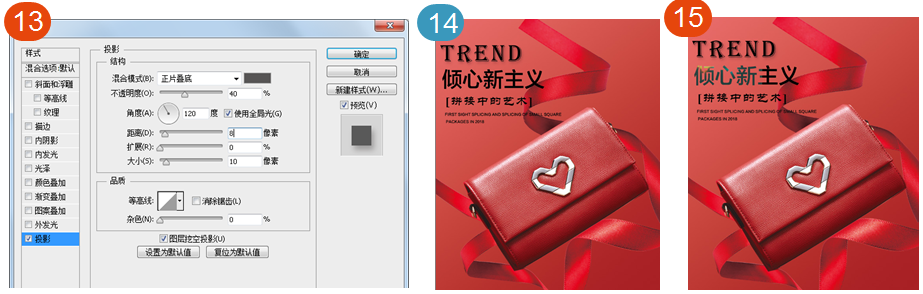 13
样式
混合选项:默认
斜面和浮雕
等高线
纹理
描边
内阴影
内发光
光泽
颜色叠加
渐变叠加
图案叠加
外发光
投影
投影
结构
混合模式(B): 正片叠底
不透明度(O): 40 %
角度(A): 120 度 使用全局光(G)
距离(D): 8 像素
扩展(R): 0 %
大小(S): 10 像素
品质
等高线: 消除锯齿(L)
杂色(N): 0 %
图层挖空投影(U)
设置为默认值 复位为默认值
确定
取消
新建样式(W)...
预览(V)
14
TREND
倾心新主义
[拼接中的艺术]
FIRST SIGHT SPLICING AND SPLICING OF SMALL SQUARE
PACKAGES IN 2018
15
TREND
倾心新主义
[拼接中的艺术]
FIRST SIGHT SPLICING AND SPLICING OF SMALL SQUARE
PACKAGES IN 2018